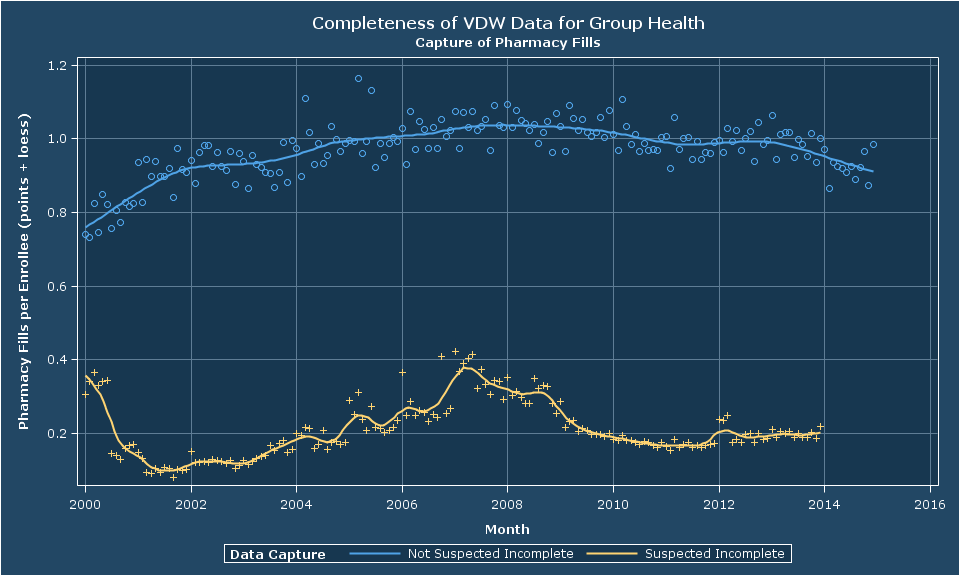 Completeness of VDW Data for Group Health
Capture of Pharmacy Fills
Pharmacy Fills per Enrollee (points + loess)
1.2
1.0
0.8
0.6
0.4
0.2
2000 2002 2004 2006 2008 2010 2012 2014 2016
Month
Data Capture Not Suspected Incomplete Suspected Incomplete